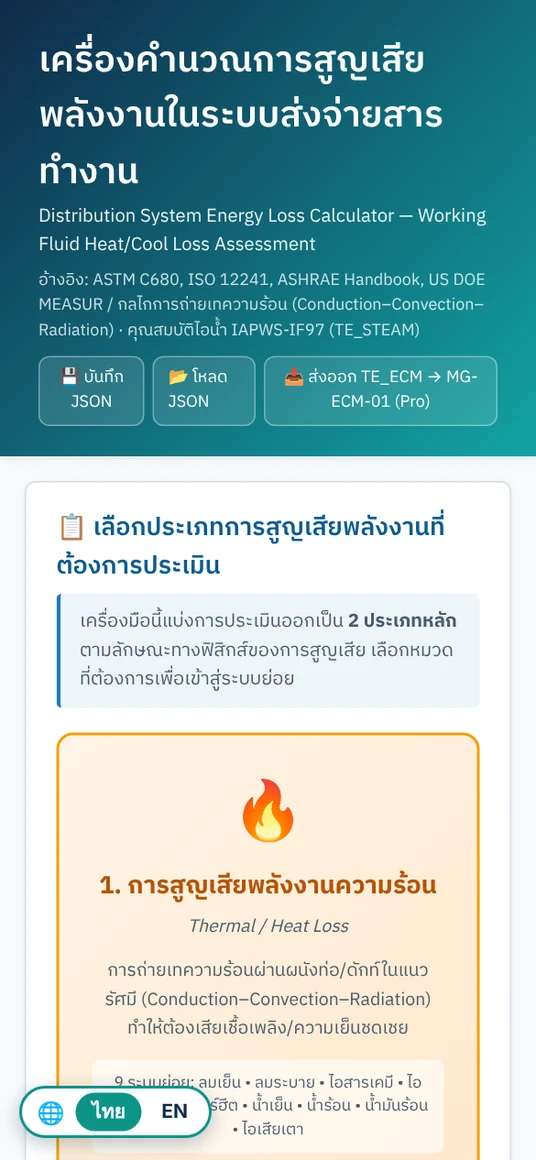 เครื่องคำนวณการสูญเสีย
พลังงานในระบบส่งจ่ายสาร
ทำงาน
Distribution System Energy Loss Calculator — Working
Fluid Heat/Cool Loss Assessment
อ้างอิง: ASTM C680, ISO 12241, ASHRAE Handbook, US DOE
MEASUR / กลไกการถ่ายเทความร้อน (Conduction–Convection–
Radiation) · คุณสมบัติไอน้ำ IAPWS-IF97 (TE_STEAM)
💾 บันทึก
JSON
📂 โหลด
JSON
📤 ส่งออก TE_ECM → MG-
ECM-01 (Pro)
📋 เลือกประเภทการสูญเสียพลังงานที่
ต้องการประเมิน
เครื่องมือนี้แบ่งการประเมินออกเป็น 2 ประเภทหลัก
ตามลักษณะทางฟิสิกส์ของการสูญเสีย เลือกหมวด
ที่ต้องการเพื่อเข้าสู่ระบบย่อย
1. การสูญเสียพลังงานความร้อน
Thermal / Heat Loss
การถ่ายเทความร้อนผ่านผนังท่อ/ดักท์ในแนว
รัศมี (Conduction–Convection–Radiation)
ทำให้ต้องเสียเชื้อเพลิง/ความเย็นชดเชย
9 ระบบย่อย: ลมเย็น • ลมระบาย • ไอสารเคมี • ไอ
ร์ฮีต • น้ำเย็น • น้ำร้อน • น้ำมันร้อน
• ไอเสียเตา
🌐 ไทย EN